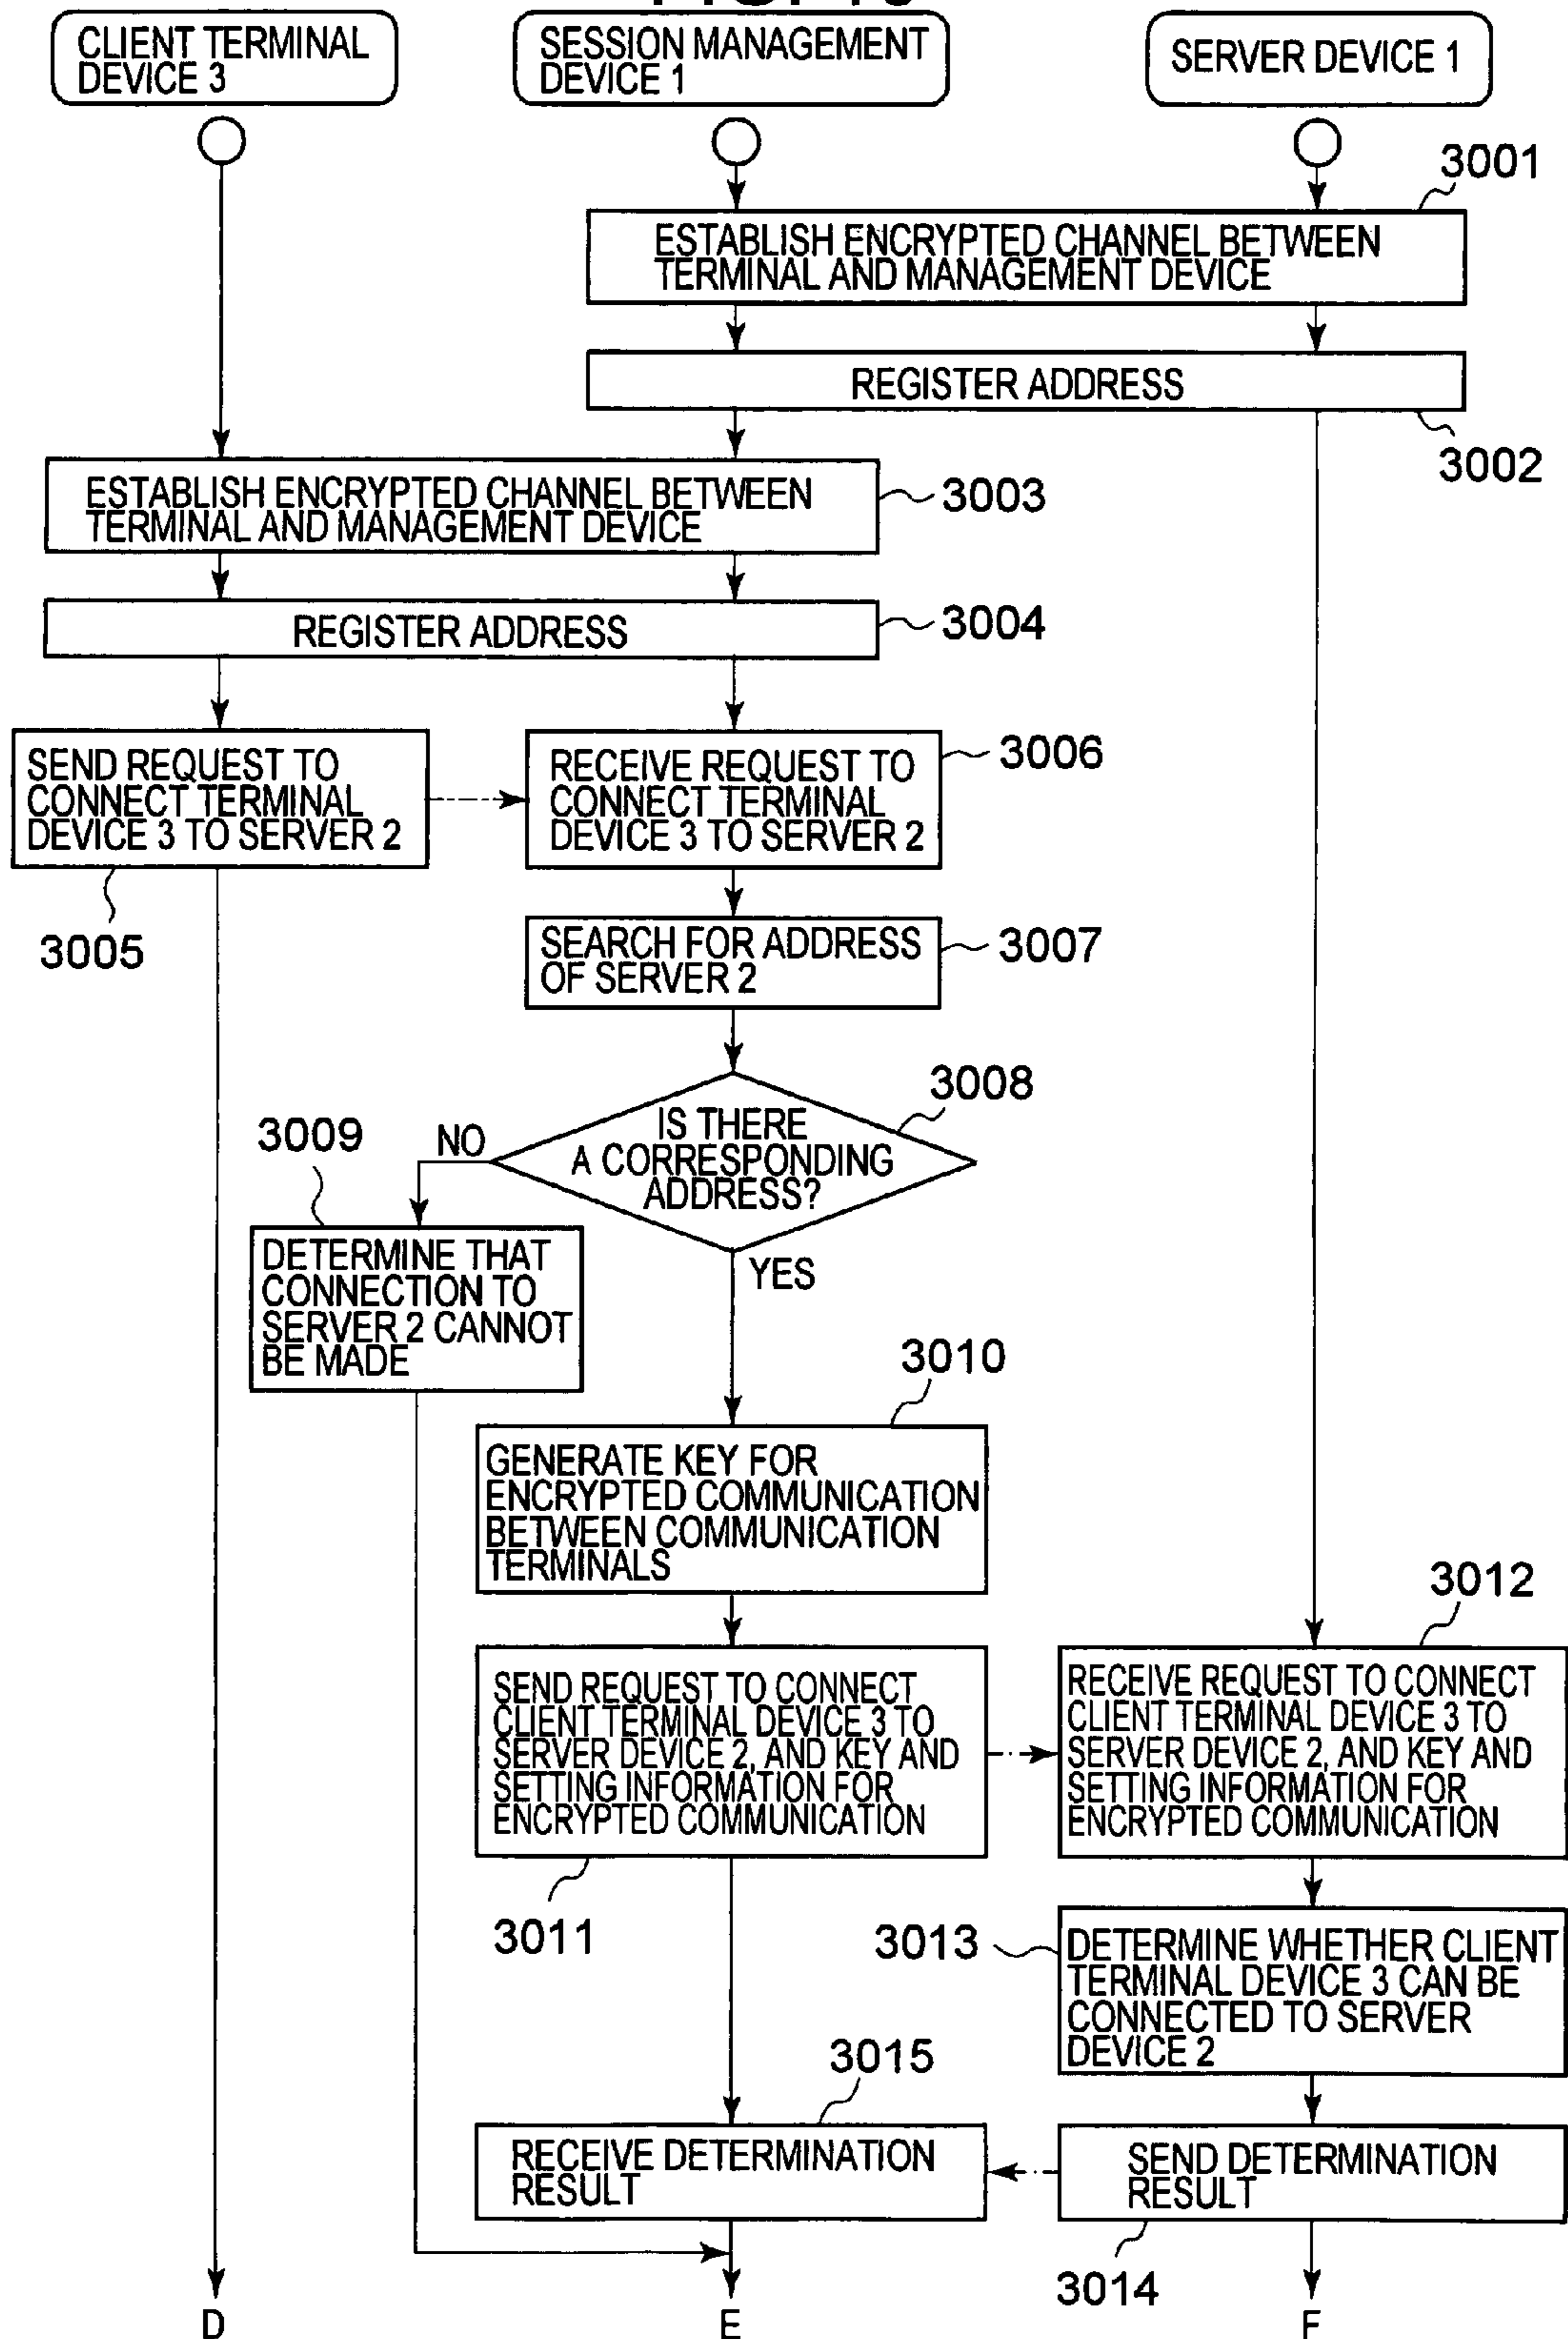 CLIENT TERMINAL
DEVICE 3
SESSION MANAGEMENT
DEVICE 1
SERVER DEVICE 1
3001
ESTABLISH ENCRYPTED CHANNEL BETWEEN
TERMINAL AND MANAGEMENT DEVICE
REGISTER ADDRESS
3002
ESTABLISH ENCRYPTED CHANNEL BETWEEN
TERMINAL AND MANAGEMENT DEVICE
3003
REGISTER ADDRESS
3004
SEND REQUEST TO
CONNECT TERMINAL
DEVICE 3 TO SERVER 2
3005
RECEIVE REQUEST TO
CONNECT TERMINAL
DEVICE 3 TO SERVER 2
3006
SEARCH FOR ADDRESS
OF SERVER 2
3007
3008
IS THERE
A CORRESPONDING
ADDRESS?
NO
3009
DETERMINE THAT
CONNECTION TO
SERVER 2 CANNOT
BE MADE
YES
3010
GENERATE KEY FOR
ENCRYPTED COMMUNICATION
BETWEEN COMMUNICATION
TERMINALS
SEND REQUEST TO CONNECT
CLIENT TERMINAL DEVICE 3 TO
SERVER DEVICE 2, AND KEY AND
SETTING INFORMATION FOR
ENCRYPTED COMMUNICATION
3011
3012
RECEIVE REQUEST TO CONNECT
CLIENT TERMINAL DEVICE 3 TO
SERVER DEVICE 2, AND KEY AND
SETTING INFORMATION FOR
ENCRYPTED COMMUNICATION
3013
DETERMINE WHETHER CLIENT
TERMINAL DEVICE 3 CAN BE
CONNECTED TO SERVER
DEVICE 2
3015
RECEIVE DETERMINATION
RESULT
SEND DETERMINATION
RESULT
3014
D
E
F